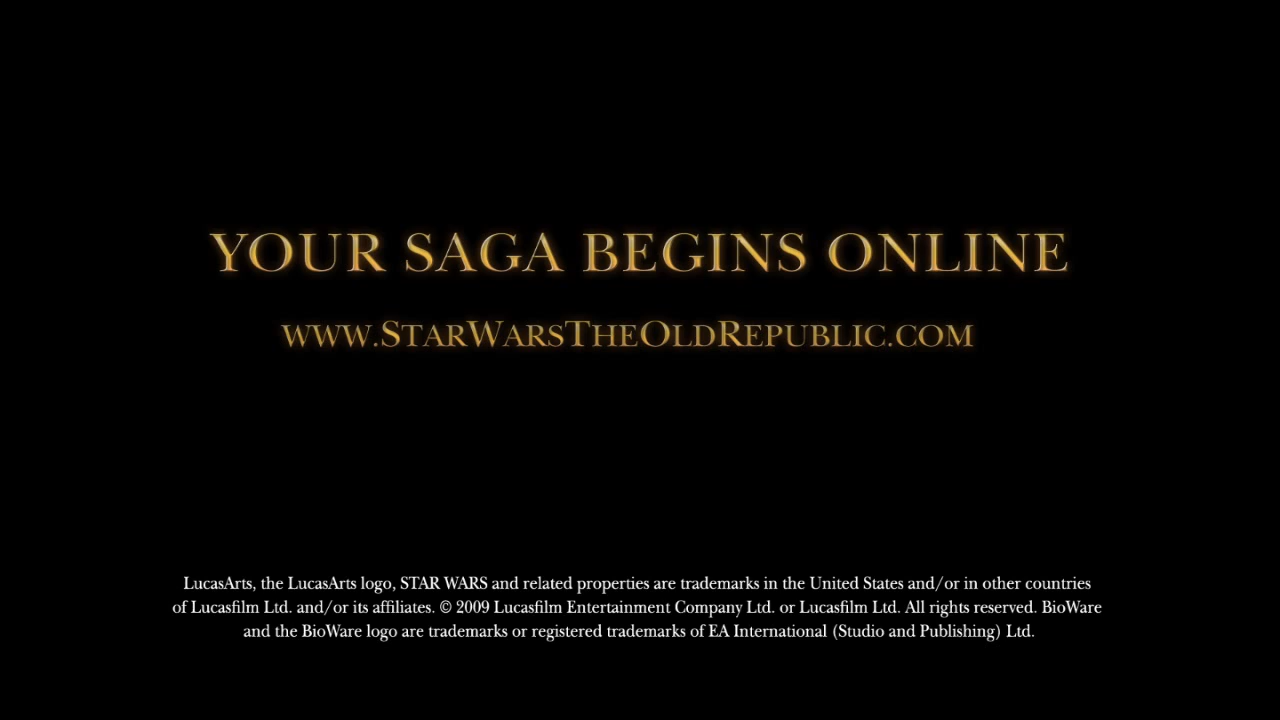 YOUR SAGA BEGINS ONLINE
WWW.STARWARSTHEOLDREPUBLIC.COM
LucasArts, the LucasArts logo, STAR WARS and related properties are trademarks in the United States and/or in other countries
of Lucasfilm Ltd. and/or its affiliates. © 2009 Lucasfilm Entertainment Company Ltd. or Lucasfilm Ltd. All rights reserved. BioWare
and the BioWare logo are trademarks or registered trademarks of EA International (Studio and Publishing) Ltd.